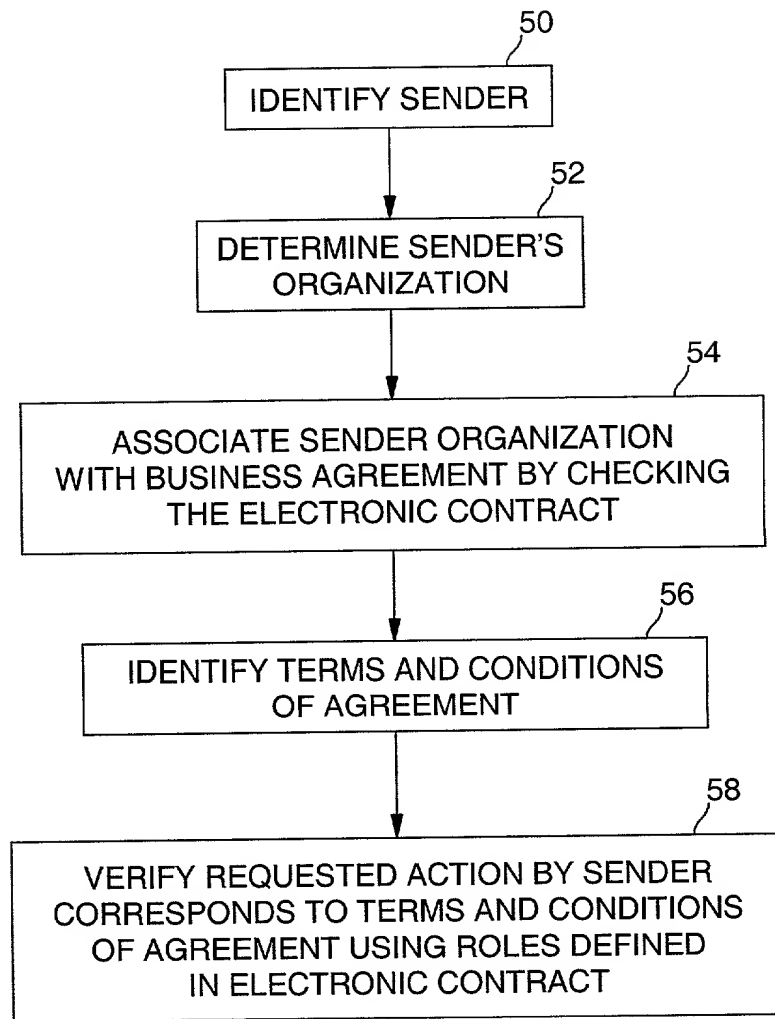 50
IDENTIFY SENDER
52
DETERMINE SENDER'S
ORGANIZATION
54
ASSOCIATE SENDER ORGANIZATION
WITH BUSINESS AGREEMENT BY CHECKING
THE ELECTRONIC CONTRACT
56
IDENTIFY TERMS AND CONDITIONS
OF AGREEMENT
58
VERIFY REQUESTED ACTION BY SENDER
CORRESPONDS TO TERMS AND CONDITIONS
OF AGREEMENT USING ROLES DEFINED
IN ELECTRONIC CONTRACT